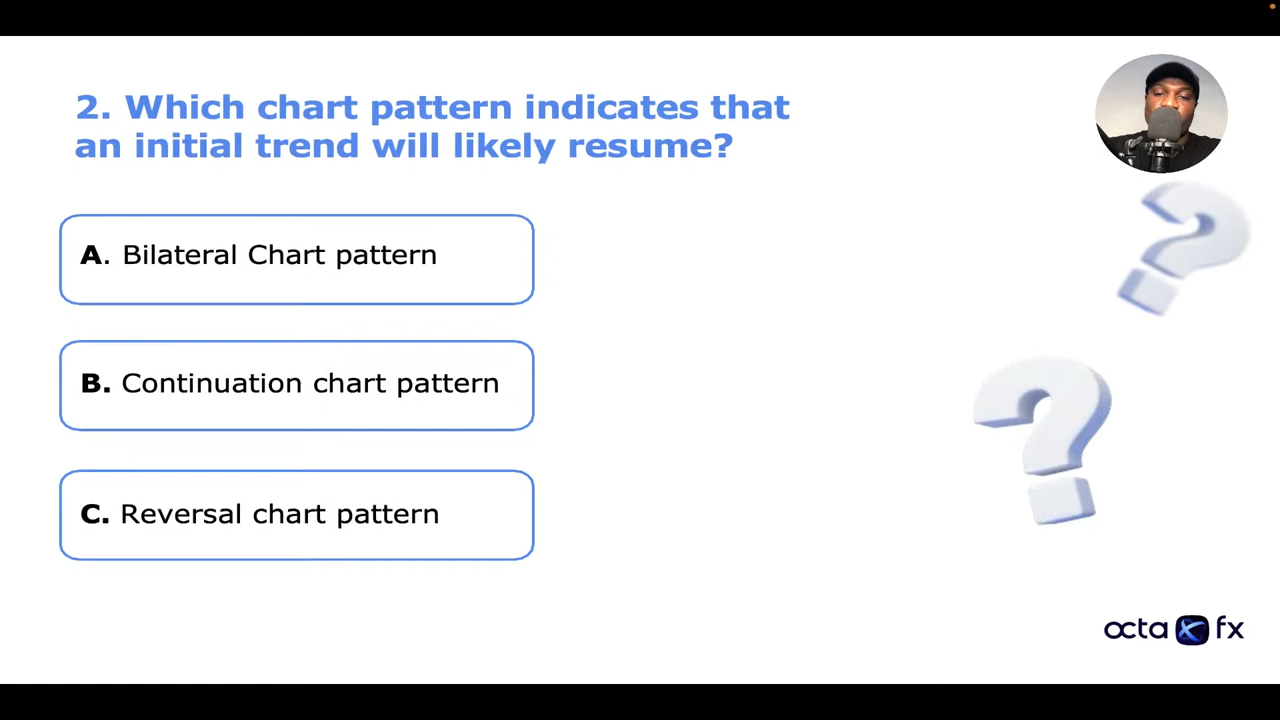 2. Which chart pattern indicates that
an initial trend will likely resume?
A. Bilateral Chart pattern
B. Continuation chart pattern
C. Reversal chart pattern
octa fx